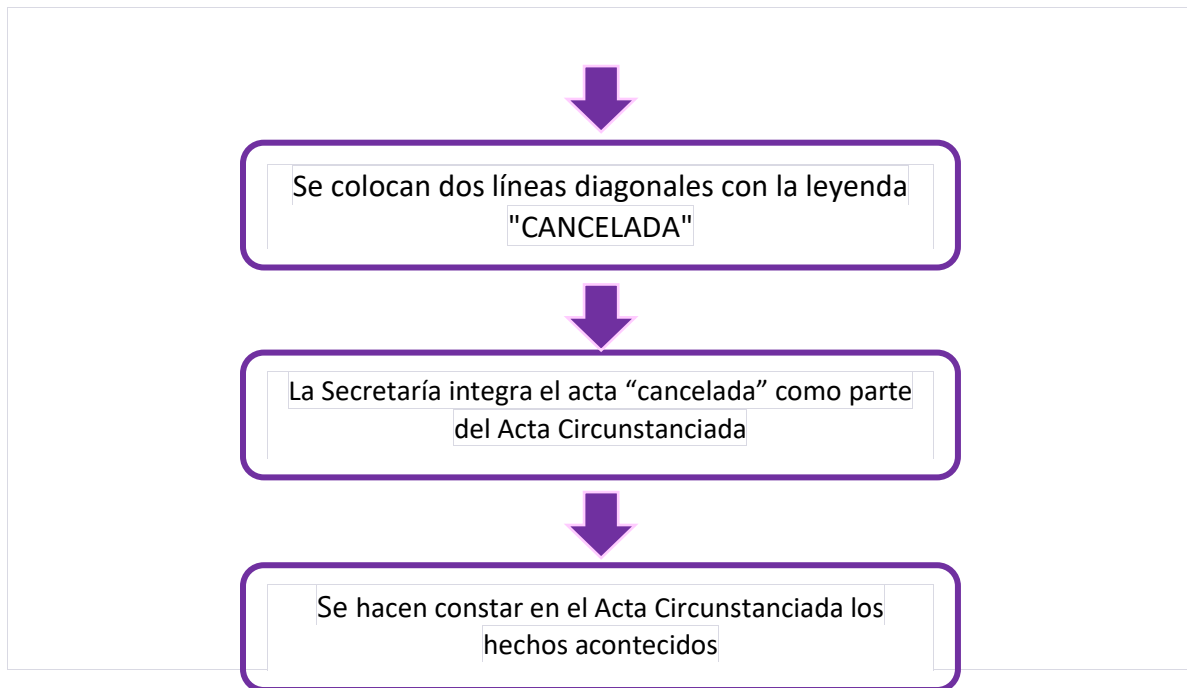 Se colocan dos líneas diagonales con la leyenda
"CANCELADA"
La Secretaría integra el acta “cancelada” como parte
del Acta Circunstanciada
Se hacen constar en el Acta Circunstanciada los
hechos acontecidos